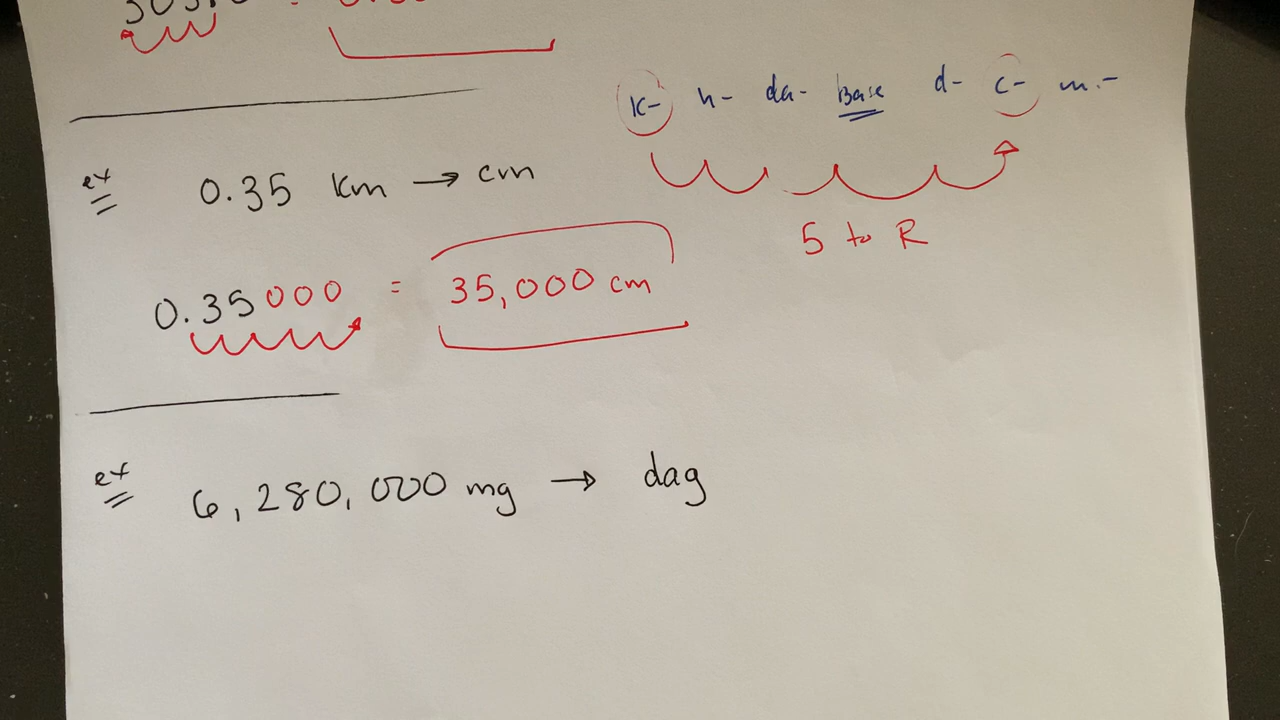 k- h- da- Base d- c- m-
ex 0.35 km → cm
5 to R
0.35000 = 35,000 cm
ex 6,280,000 mg → dag